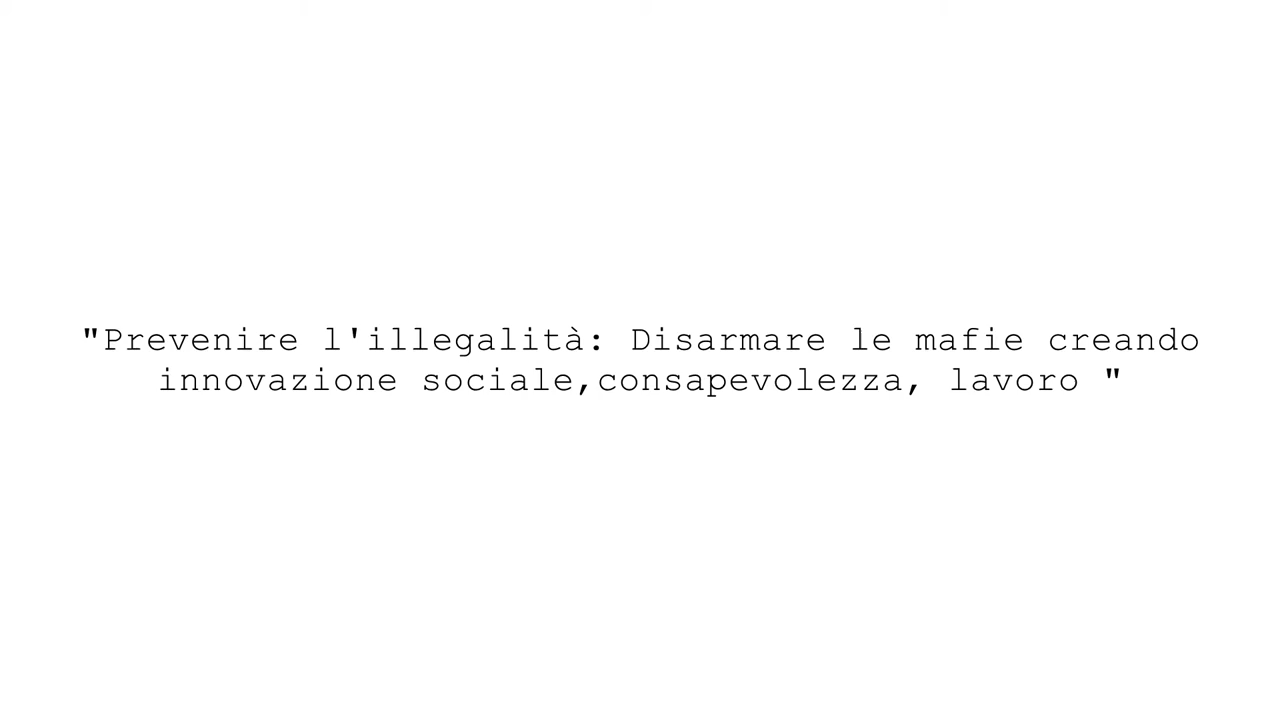 "Prevenire l'illegalità: Disarmare le mafie creando
innovazione sociale,consapevolezza, lavoro "